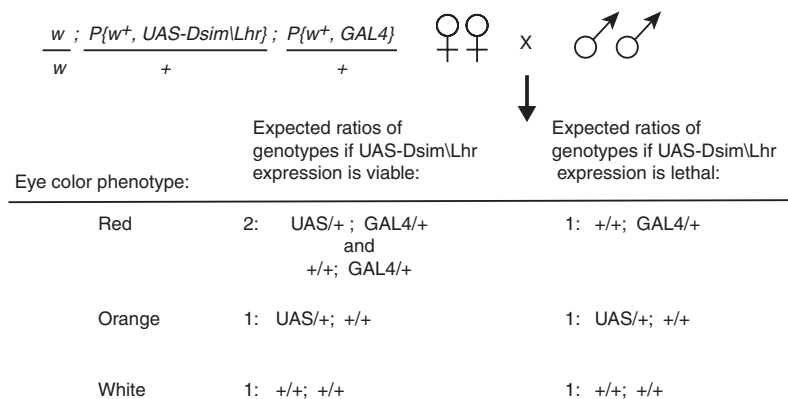 w ; P{w+, UAS-Dsim\Lhr} ; P{w+, GAL4}
w + +
♀♀ X ♂♂
Expected ratios of genotypes if UAS-Dsim\Lhr expression is viable:
Expected ratios of genotypes if UAS-Dsim\Lhr expression is lethal:
Eye color phenotype:
Red 2: UAS/+ ; GAL4/+ 1: +/+; GAL4/+
and
+/+; GAL4/+
Orange 1: UAS/+; +/+ 1: UAS/+; +/+
White 1: +/+; +/+ 1: +/+; +/+